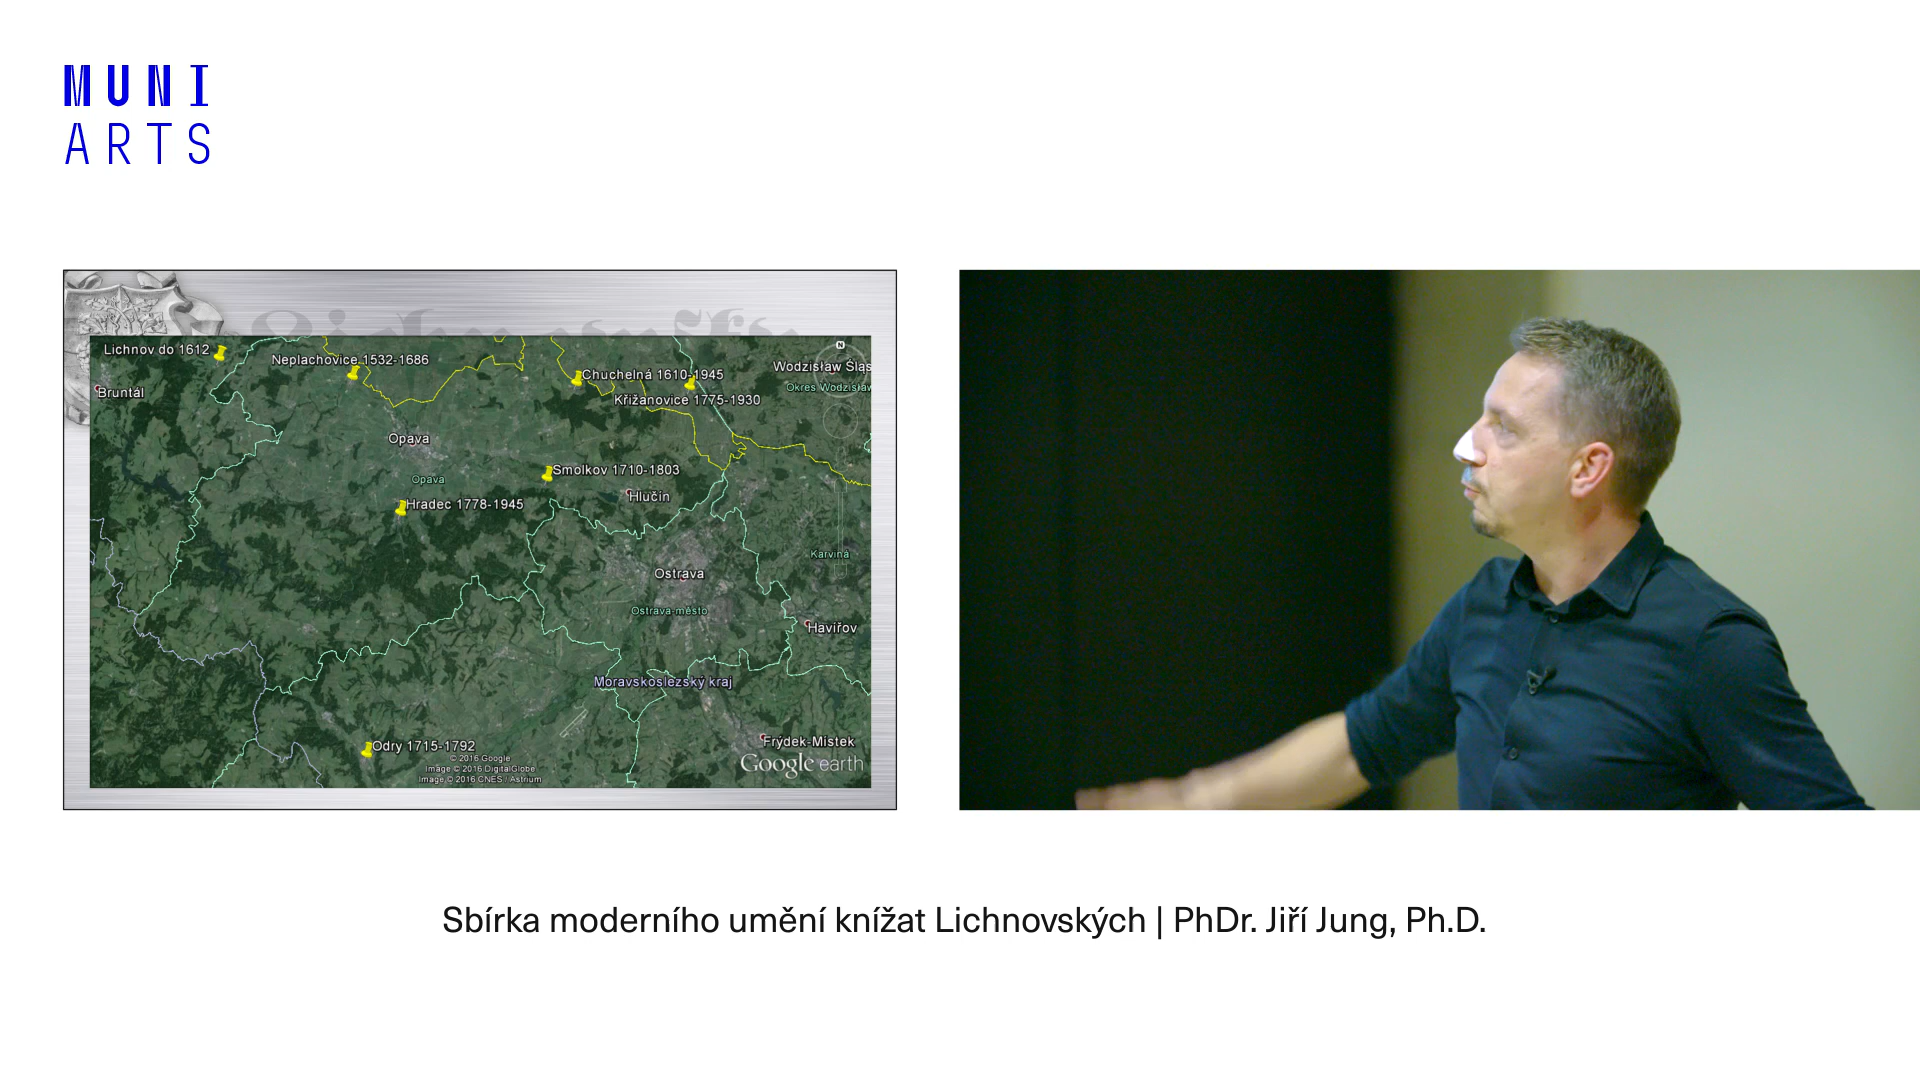 MUNI
ARTS
Lichnovský
Lichnov do 1612
Neplachovice 1532-1686
Chuchelná 1610-1945
Wodzisław Śląs
Okres Wodzisław
Bruntál
Křižanovice 1775-1930
Opava
Smolkov 1710-1803
Opava
Hlučín
Hradec 1778-1945
Karviná
Ostrava
Ostrava-město
Havířov
Moravskoslezský kraj
Frýdek-Místek
Odry 1715-1792
© 2016 Google
Image © 2016 DigitalGlobe
Image © 2016 CNES / Astrium
Google earth
N
Sbírka moderního umění knížat Lichnovských | PhDr. Jiří Jung, Ph.D.